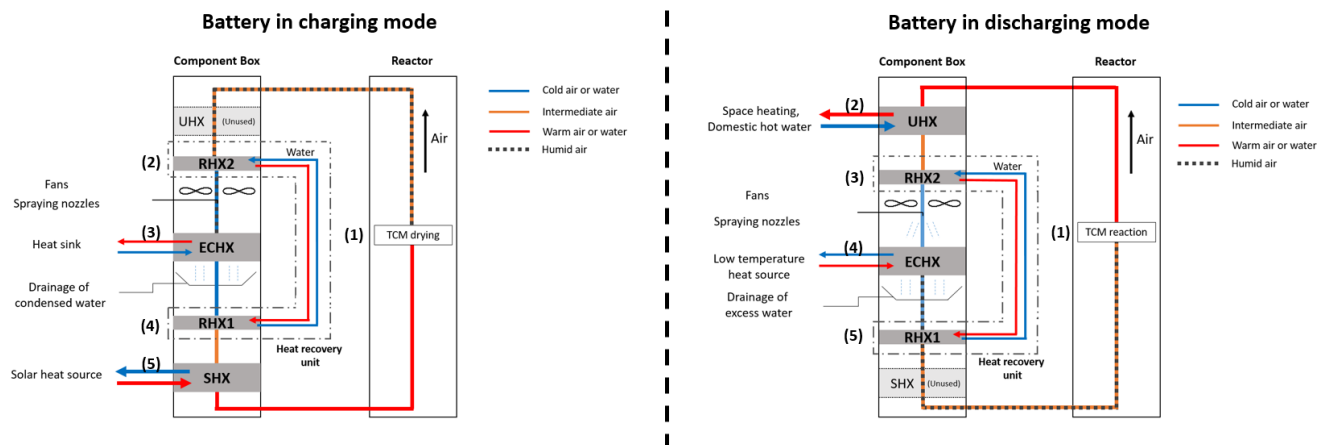 Battery in charging mode
Component Box
Reactor
UHX
(Unused)
Cold air or water
Intermediate air
Warm air or water
Humid air
Air
(2)
RHX2
Water
Fans
Spraying nozzles
(3)
Heat sink
ECHX
(1)
TCM drying
Drainage of
condensed water
(4)
RHX1
Heat recovery
unit
(5)
Solar heat source
SHX
Battery in discharging mode
Component Box
Reactor
(2)
Space heating,
Domestic hot water
UHX
Cold air or water
Intermediate air
Warm air or water
Humid air
Air
Water
(3)
RHX2
Fans
Spraying nozzles
(1)
TCM reaction
(4)
Low temperature
heat source
ECHX
Drainage of
excess water
(5)
RHX1
Heat recovery
unit
SHX
(Unused)